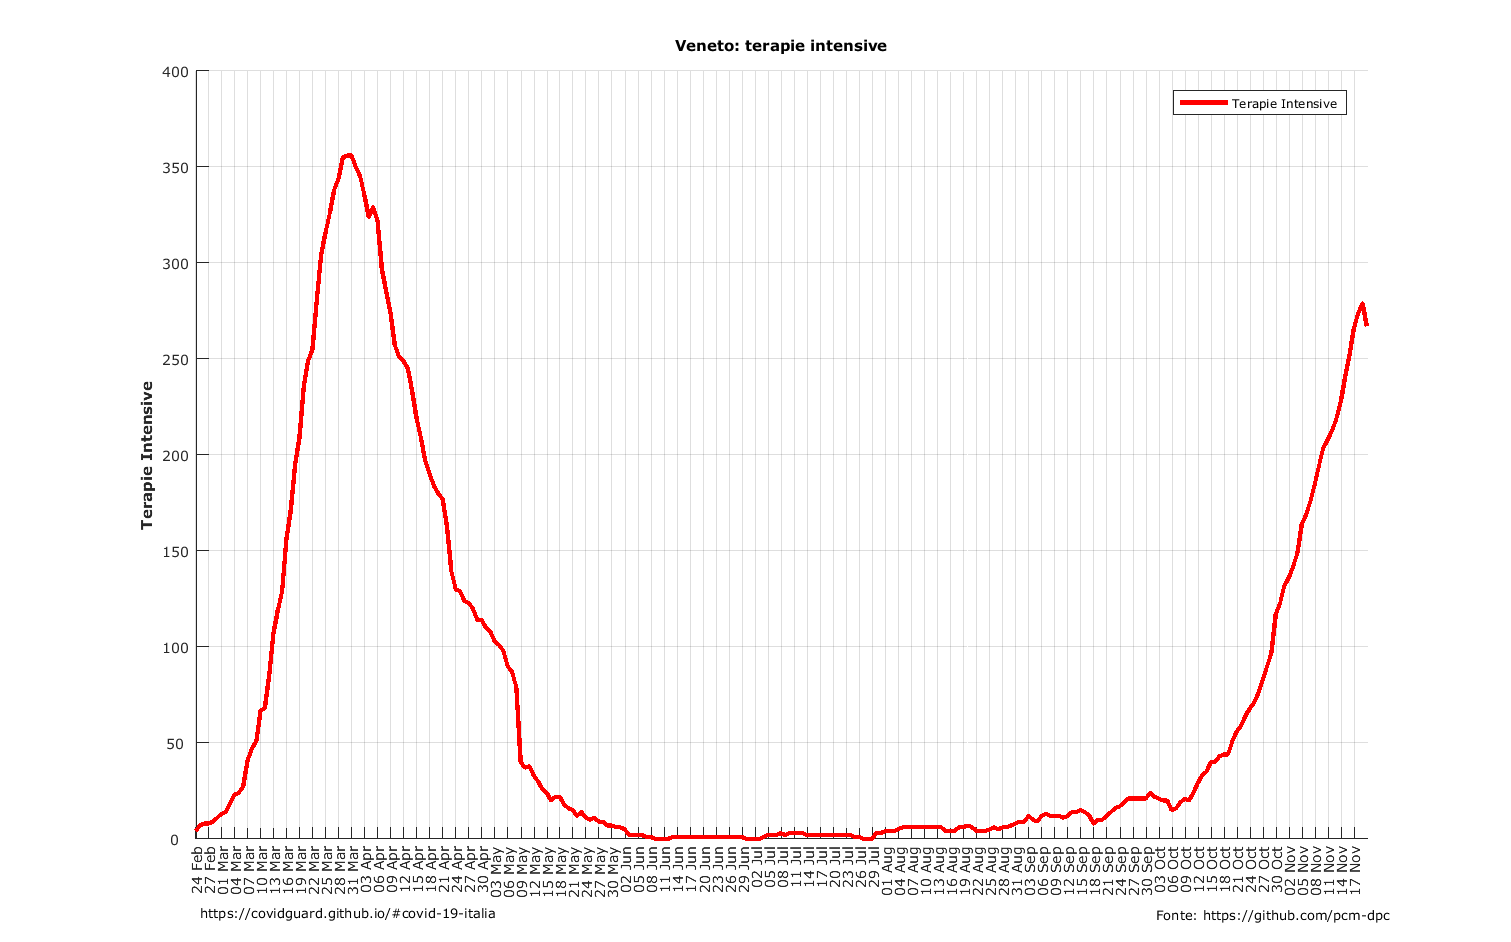 Veneto: terapie intensive
Terapie Intensive
400
350
300
250
200
150
100
50
0
Terapie Intensive
24 Feb
27 Feb
01 Mar
04 Mar
07 Mar
10 Mar
13 Mar
16 Mar
19 Mar
22 Mar
25 Mar
28 Mar
31 Mar
03 Apr
06 Apr
09 Apr
12 Apr
15 Apr
18 Apr
21 Apr
24 Apr
27 Apr
30 Apr
03 May
06 May
09 May
12 May
15 May
18 May
21 May
24 May
27 May
30 May
02 Jun
05 Jun
08 Jun
11 Jun
14 Jun
17 Jun
20 Jun
23 Jun
26 Jun
29 Jun
02 Jul
05 Jul
08 Jul
11 Jul
14 Jul
17 Jul
20 Jul
23 Jul
26 Jul
29 Jul
01 Aug
04 Aug
07 Aug
10 Aug
13 Aug
16 Aug
19 Aug
22 Aug
25 Aug
28 Aug
31 Aug
03 Sep
06 Sep
09 Sep
12 Sep
15 Sep
18 Sep
21 Sep
24 Sep
27 Sep
30 Sep
03 Oct
06 Oct
09 Oct
12 Oct
15 Oct
18 Oct
21 Oct
24 Oct
27 Oct
30 Oct
02 Nov
05 Nov
08 Nov
11 Nov
14 Nov
17 Nov
https://covidguard.github.io/#covid-19-italia
Fonte: https://github.com/pcm-dpc